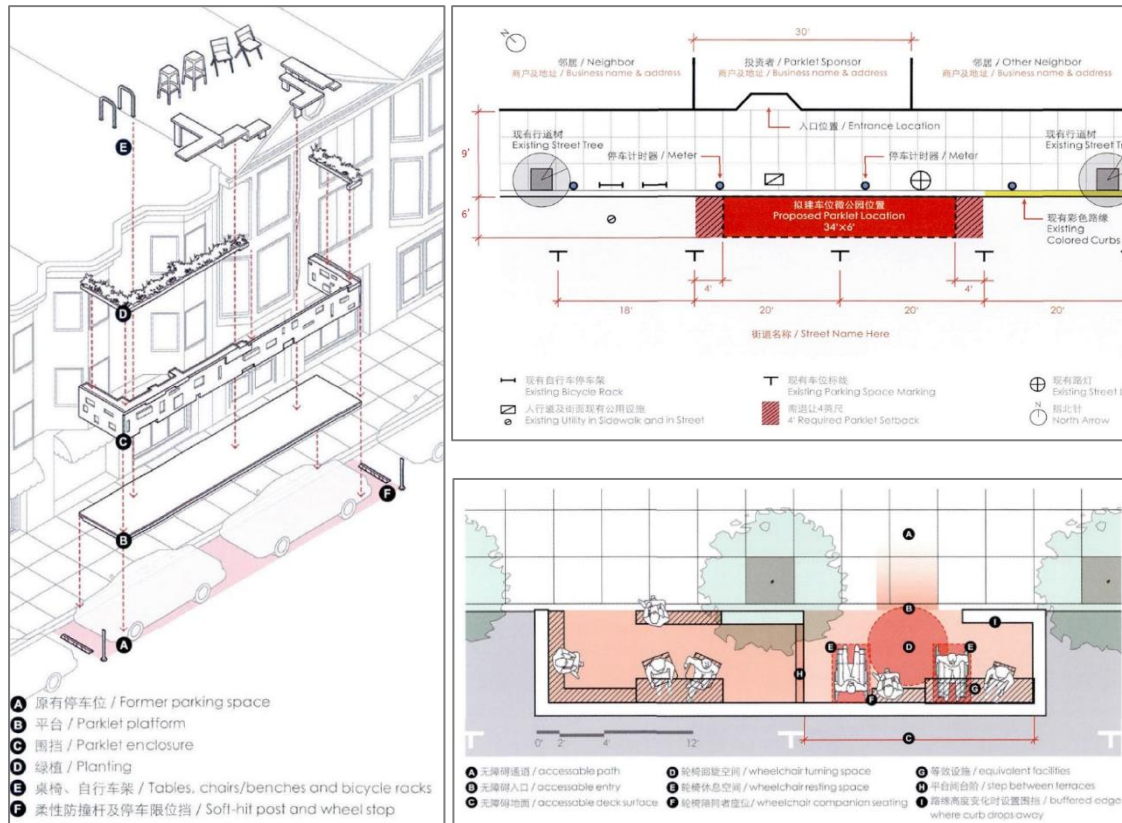 E
D
C
B
F
A
A 原有停车位 / Former parking space
B 平台 / Parklet platform
C 围挡 / Parklet enclosure
D 绿植 / Planting
E 桌椅、自行车架 / Tables, chairs/benches and bicycle racks
F 柔性防撞杆及停车限位挡 / Soft-hit post and wheel stop
N
30'
邻居 / Neighbor
商户及地址 / Business name & address
投资者 / Parklet Sponsor
商户及地址 / Business name & address
邻居 / Other Neighbor
商户及地址 / Business name & address
入口位置 / Entrance Location
现有行道树
Existing Street Tree
停车计时器 / Meter
停车计时器 / Meter
现有行道树
Existing Street Tr
9'
6'
拟建车位微公园位置
Proposed Parklet Location
34'×6'
现有彩色路缘
Existing
Colored Curbs
4'
4'
18'
20'
20'
20'
街道名称 / Street Name Here
现有自行车停车架
Existing Bicycle Rack
人行道及街面现有公用设施
Existing Utility in Sidewalk and in Street
现有车位标线
Existing Parking Space Marking
需退让4英尺
4' Required Parklet Setback
现有路灯
Existing Street L
指北针
North Arrow
N
A
B
I
D
E
E
H
G
F
C
0' 2' 4' 12'
A 无障碍通道 / accessable path
B 无障碍入口 / accessable entry
C 无障碍地面 / accessable deck surface
D 轮椅回旋空间 / wheelchair turning space
E 轮椅休息空间 / wheelchair resting space
F 轮椅陪同者座位 / wheelchair companion seating
G 等效设施 / equivalent facilities
H 平台间台阶 / step between terraces
I 路缘高度变化时设置围挡 / buffered edge
where curb drops away